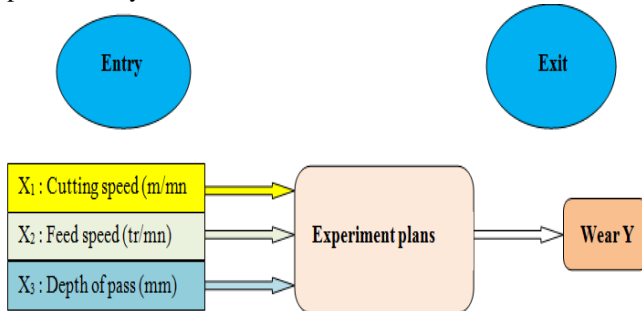 Entry
Exit
X₁ : Cutting speed (m/mn
X₂ : Feed speed (tr/mn)
Experiment plans
Wear Y
X₃ : Depth of pass (mm)